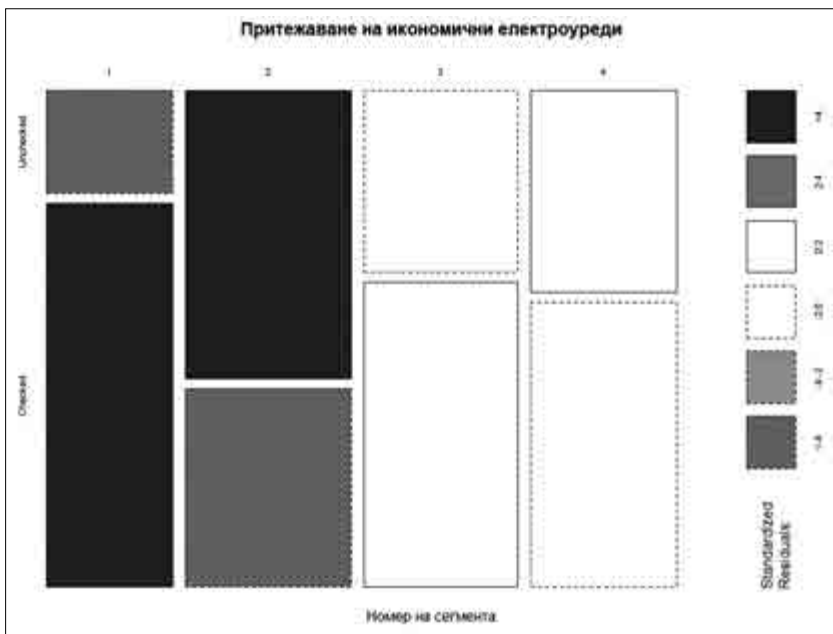 Притежаване на икономични електроуреди
1
2
3
4
Unchecked
Checked
Standardized
Residuals:
Номер на сегмента